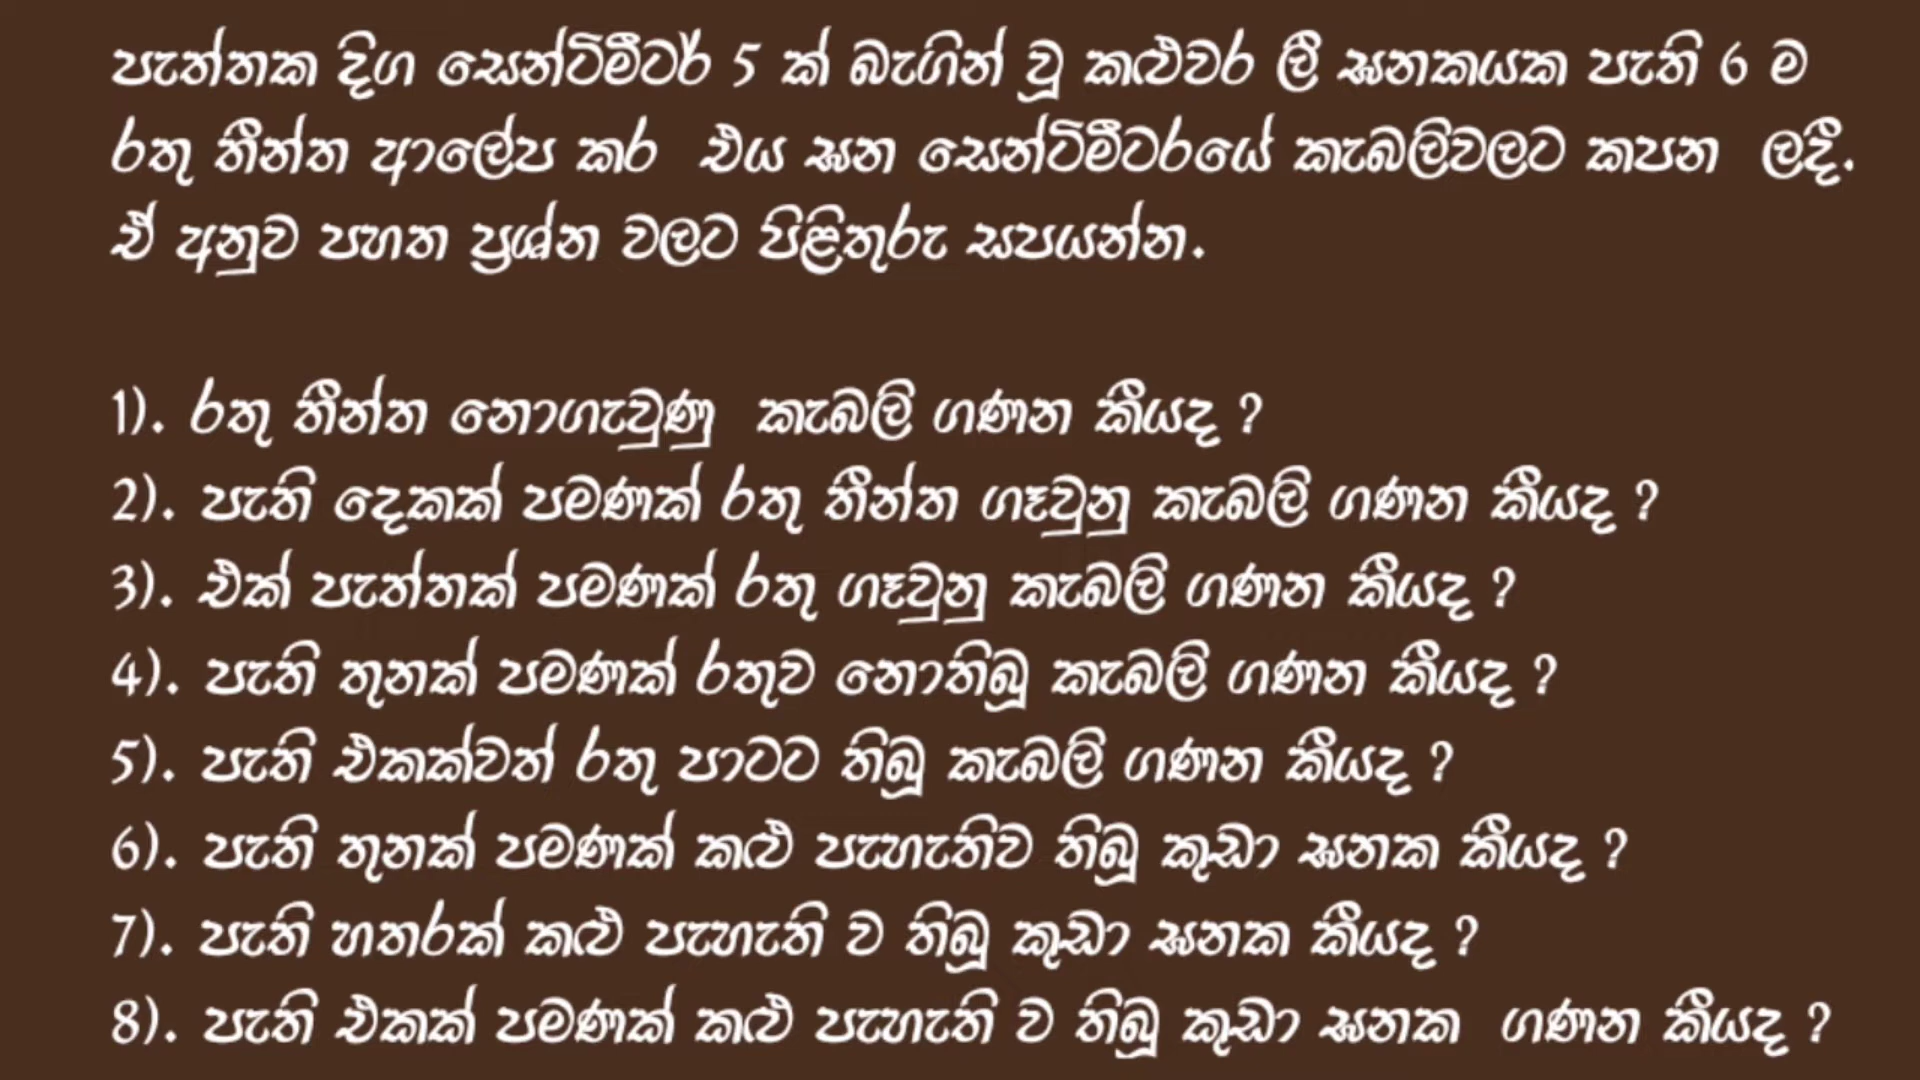 පැත්තක දිග සෙන්ටිමීටර් 5 ක් බැගින් වූ කළුවර ලී ඝනකයක පැති 6 ම
රතු තීන්ත ආලේප කර එය ඝන සෙන්ටිමීටරයේ කැබලිවලට කපන ලදී.
ඒ අනුව පහත ප්‍රශ්න වලට පිළිතුරු සපයන්න.
1). රතු තීන්ත නොගැවුණු කැබලි ගණන කීයද ?
2). පැති දෙකක් පමණක් රතු තීන්ත ගෑවුනු කැබලි ගණන කීයද ?
3). එක් පැත්තක් පමණක් රතු ගෑවුනු කැබලි ගණන කීයද ?
4). පැති තුනක් පමණක් රතුව නොතිබූ කැබලි ගණන කීයද ?
5). පැති එකක්වත් රතු පාටට තිබූ කැබලි ගණන කීයද ?
6). පැති තුනක් පමණක් කළු පැහැතිව තිබූ කුඩා ඝනක කීයද ?
7). පැති හතරක් කළු පැහැති ව තිබූ කුඩා ඝනක කීයද ?
8). පැති එකක් පමණක් කළු පැහැති ව තිබූ කුඩා ඝනක ගණන කීයද ?